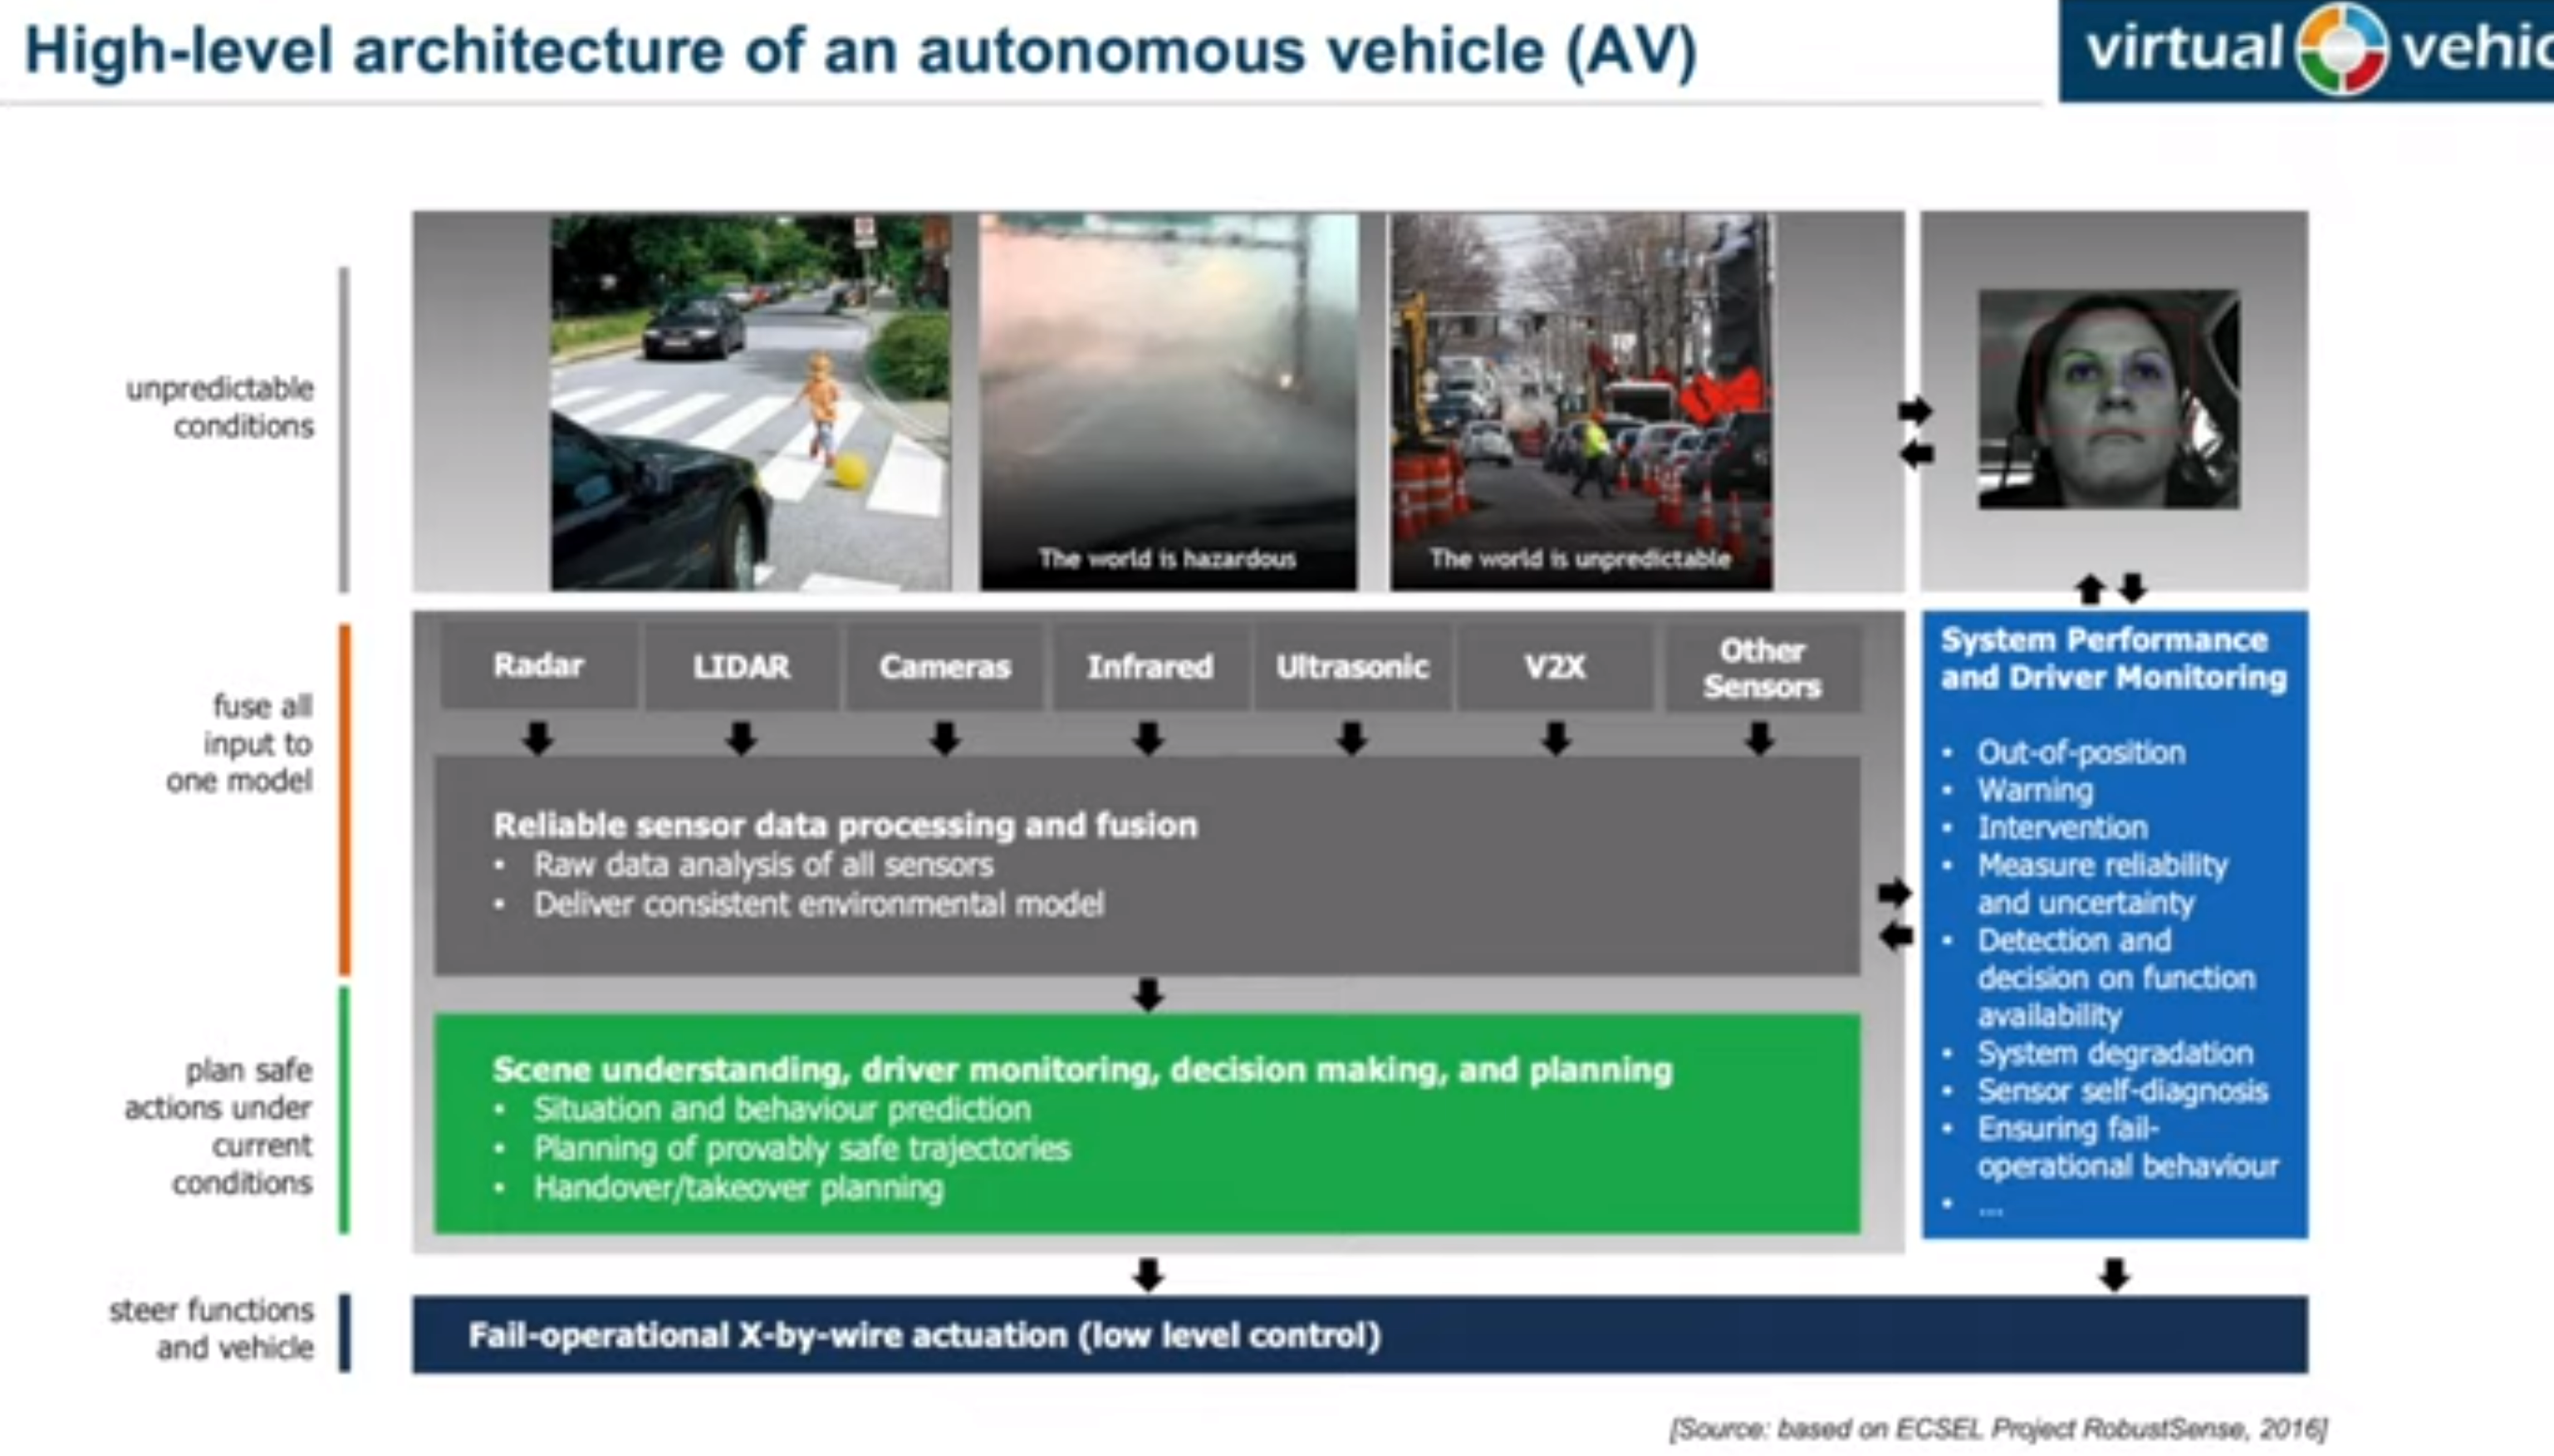 High-level architecture of an autonomous vehicle (AV)
virtual vehic
unpredictable
conditions
The world is hazardous
The world is unpredictable
fuse all
input to
one model
Radar
LIDAR
Cameras
Infrared
Ultrasonic
V2X
Other
Sensors
Reliable sensor data processing and fusion
• Raw data analysis of all sensors
• Deliver consistent environmental model
plan safe
actions under
current
conditions
Scene understanding, driver monitoring, decision making, and planning
• Situation and behaviour prediction
• Planning of provably safe trajectories
• Handover/takeover planning
System Performance
and Driver Monitoring
• Out-of-position
• Warning
• Intervention
• Measure reliability
and uncertainty
• Detection and
decision on function
availability
• System degradation
• Sensor self-diagnosis
• Ensuring fail-
operational behaviour
• ...
steer functions
and vehicle
Fail-operational X-by-wire actuation (low level control)
[Source: based on ECSEL Project RobustSense, 2016]